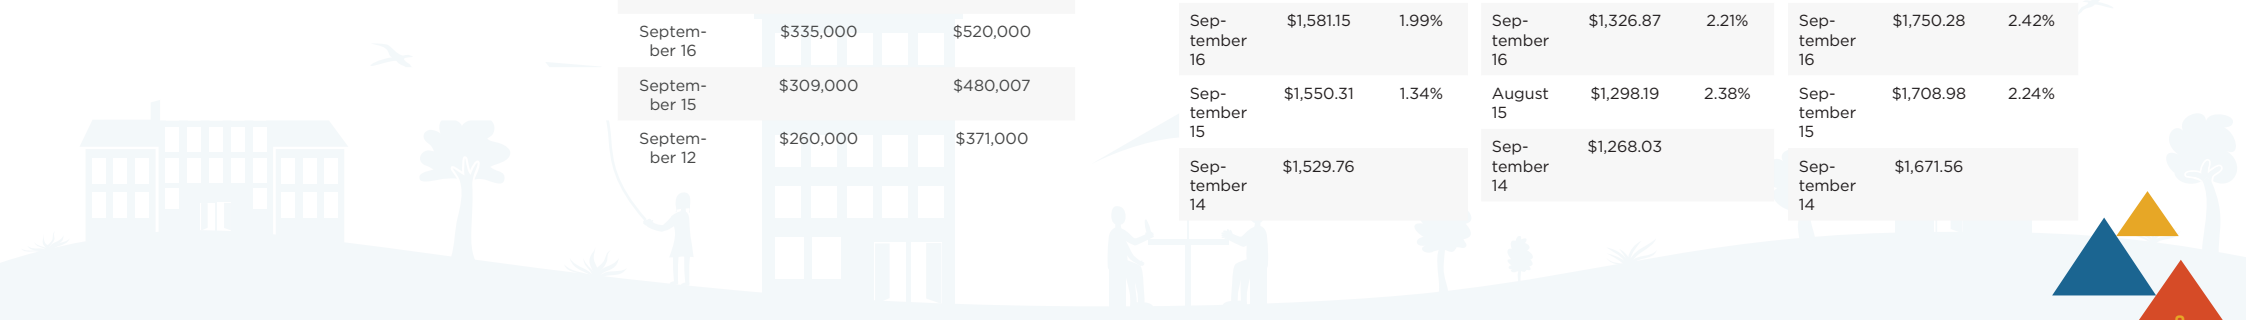 Septem-
ber 16
$335,000
$520,000
Septem-
ber 15
$309,000
$480,007
Septem-
ber 12
$260,000
$371,000
Sep-
tember
16
$1,581.15
1.99%
Sep-
tember
15
$1,550.31
1.34%
Sep-
tember
14
$1,529.76
Sep-
tember
16
$1,326.87
2.21%
August
15
$1,298.19
2.38%
Sep-
tember
14
$1,268.03
Sep-
tember
16
$1,750.28
2.42%
Sep-
tember
15
$1,708.98
2.24%
Sep-
tember
14
$1,671.56